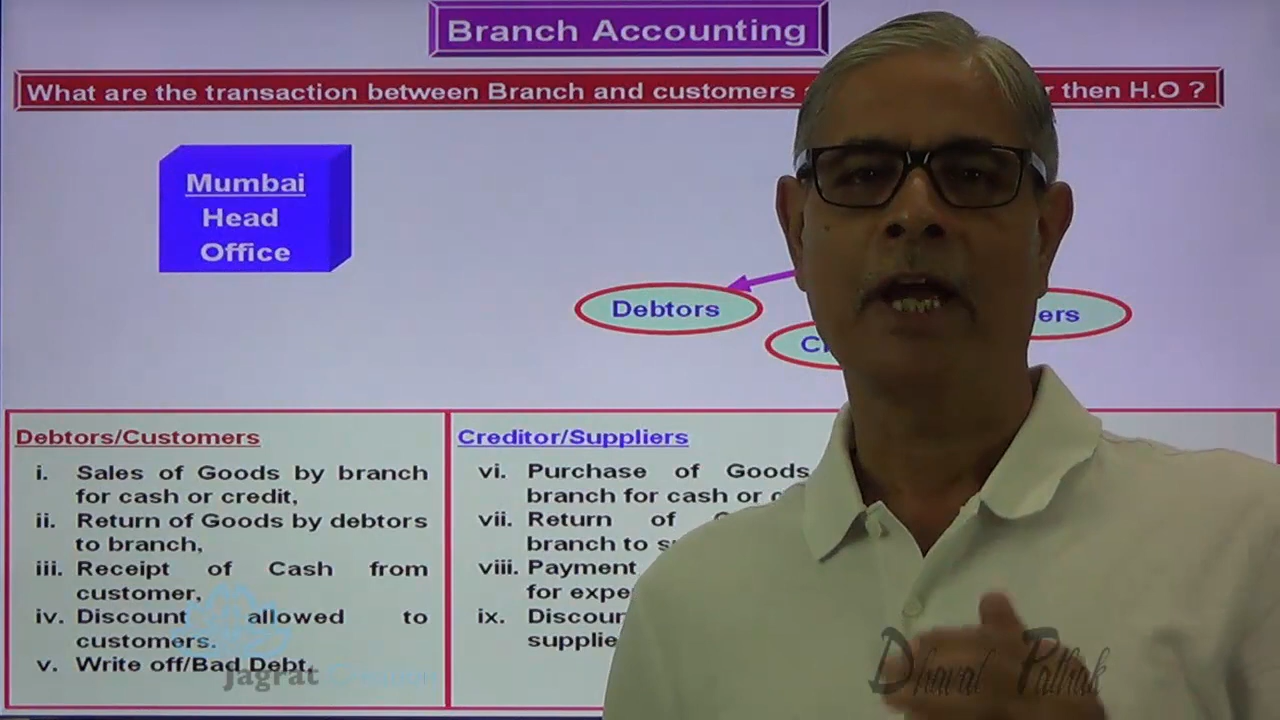 Branch Accounting
What are the transaction between Branch and customers
r then H.O ?
Mumbai
Head
Office
Debtors
ers
Debtors/Customers
i. Sales of Goods by branch
for cash or credit,
ii. Return of Goods by debtors
to branch,
iii. Receipt of Cash from
customer,
iv. Discount allowed to
customers.
v. Write off/Bad Debt,
Creditor/Suppliers
vi. Purchase of Goods
branch for cash or
vii. Return of
branch to
viii. Payment
for
ix.
Jagrat
Dhaval Pathak